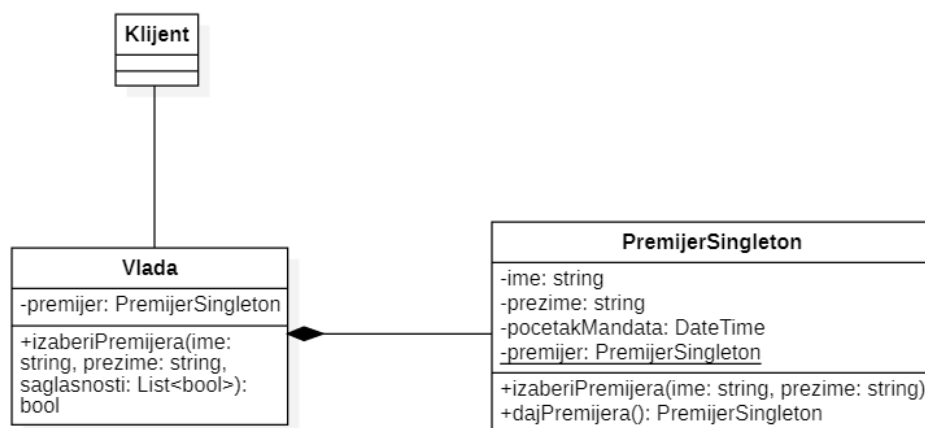 Klijent
Vlada
-premijer: PremijerSingleton
+izaberiPremijera(ime:
string, prezime: string,
saglasnosti: List<bool>):
bool
PremijerSingleton
-ime: string
-prezime: string
-pocetakMandata: DateTime
-premijer: PremijerSingleton
+izaberiPremijera(ime: string, prezime: string)
+dajPremijera(): PremijerSingleton